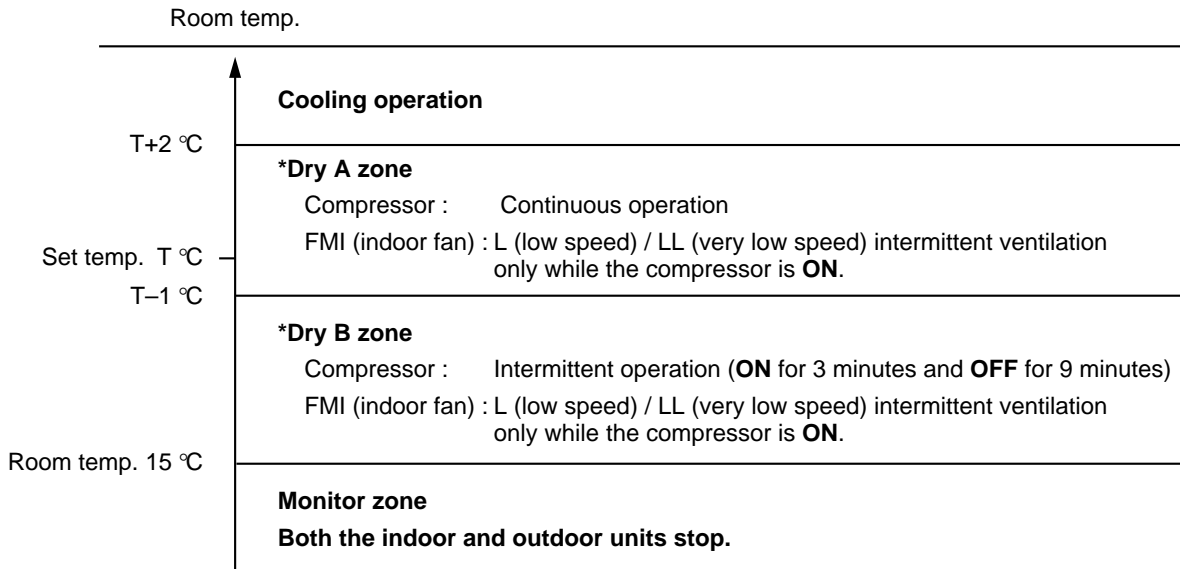 Room temp.
Cooling operation
T+2 ℃
*Dry A zone
Compressor : Continuous operation
FMI (indoor fan) : L (low speed) / LL (very low speed) intermittent ventilation
Set temp. T ℃
only while the compressor is ON.
T–1 ℃
*Dry B zone
Compressor : Intermittent operation (ON for 3 minutes and OFF for 9 minutes)
FMI (indoor fan) : L (low speed) / LL (very low speed) intermittent ventilation
only while the compressor is ON.
Room temp. 15 ℃
Monitor zone
Both the indoor and outdoor units stop.